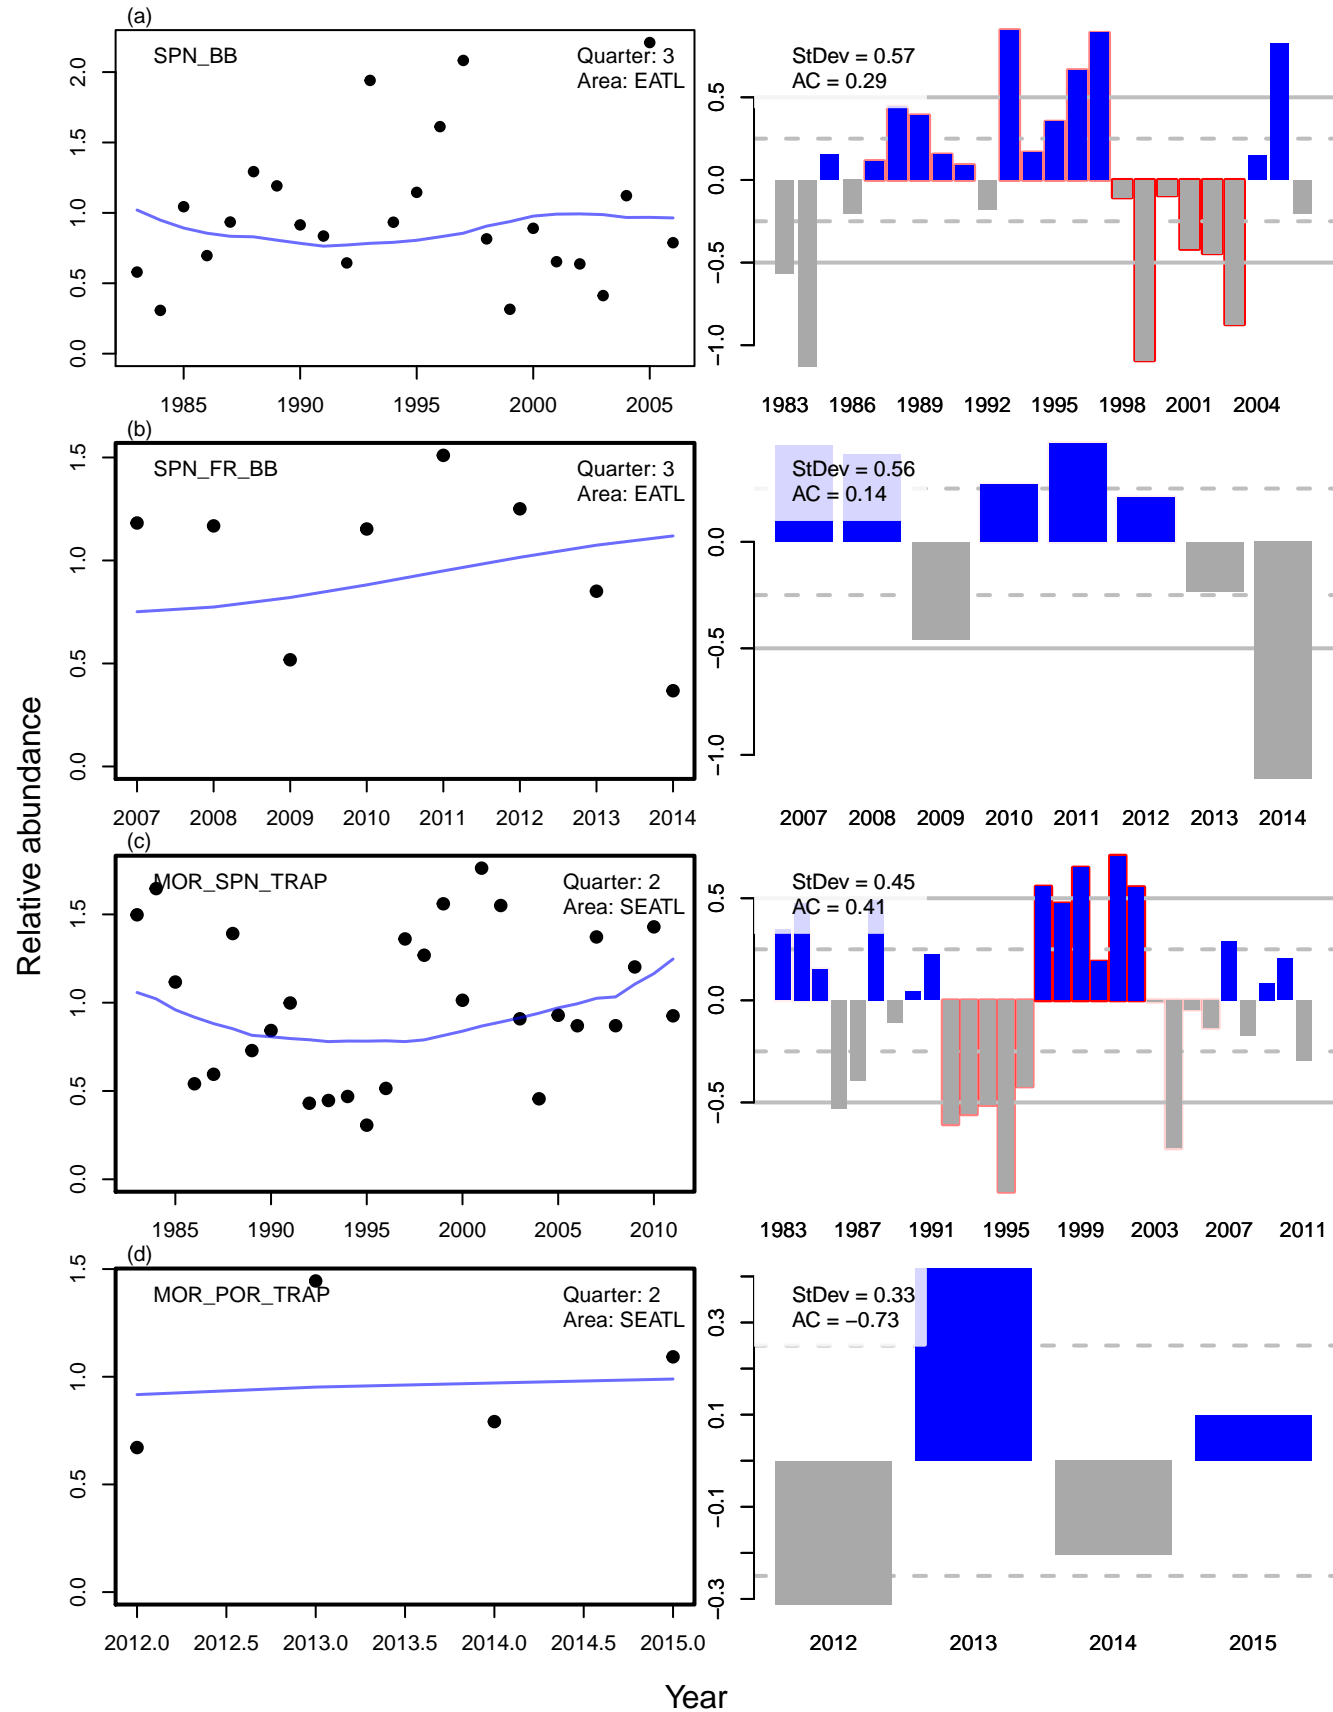 (a)
SPN_BB
Quarter: 3
Area: EATL
0.0 0.5 1.0 1.5 2.0
1985 1990 1995 2000 2005
StDev = 0.57
AC = 0.29
−1.0 −0.5 0.0 0.5
1983 1986 1989 1992 1995 1998 2001 2004
(b)
SPN_FR_BB
Quarter: 3
Area: EATL
0.0 0.5 1.0 1.5
2007 2008 2009 2010 2011 2012 2013 2014
StDev = 0.56
AC = 0.14
−1.0 −0.5 0.0
2007 2008 2009 2010 2011 2012 2013 2014
Relative abundance
(c)
MOR_SPN_TRAP
Quarter: 2
Area: SEATL
0.0 0.5 1.0 1.5
1985 1990 1995 2000 2005 2010
StDev = 0.45
AC = 0.41
−0.5 0.0 0.5
1983 1987 1991 1995 1999 2003 2007 2011
(d)
MOR_POR_TRAP
Quarter: 2
Area: SEATL
0.0 0.5 1.0 1.5
2012.0 2012.5 2013.0 2013.5 2014.0 2014.5 2015.0
StDev = 0.33
AC = −0.73
−0.3 −0.1 0.1 0.3
2012 2013 2014 2015
Year